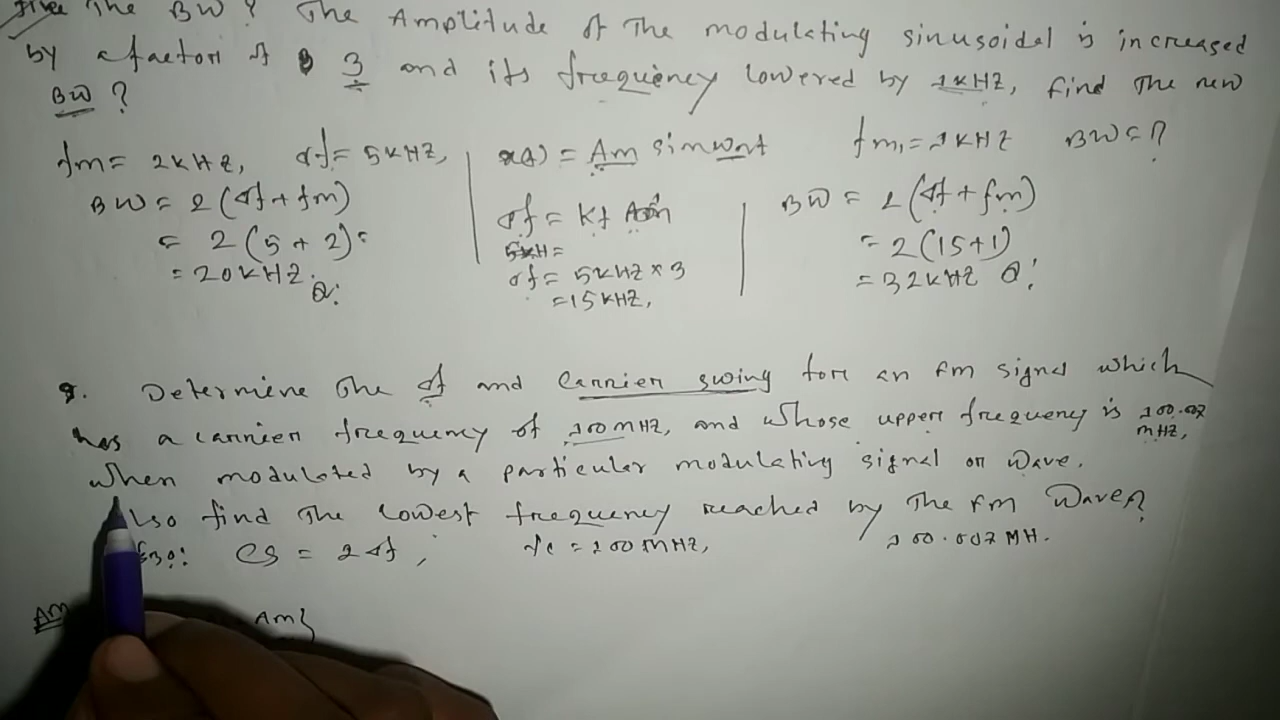 The BW? The Amplitude of The modulating sinusoidal is increased
by a factor of 3 and its frequency lowered by 1KHZ, find The new
BW?
fm = 2KHZ, Δf = 5KHZ,
BW = 2(Δf + fm)
= 2(5 + 2) =
= 20KHZ.
x(t) = Am sin wmt
Δf = Kf Am
5KH =
Δf = 5KHZ × 3
= 15KHZ,
fm1 = 1KHZ BW = ?
BW = 2(Δf + fm)
= 2(15+1)
= 32KHZ
Determine The Δf and carrier swing for an FM signal which
has a carrier frequency of 100MHZ, and whose upper frequency is 100.007
MHZ,
when modulated by a particular modulating signal or wave.
Also find The lowest frequency reached by The FM Wave?
CS = 2Δf, fc = 100MHZ, 100.007MH.
AM
AM}